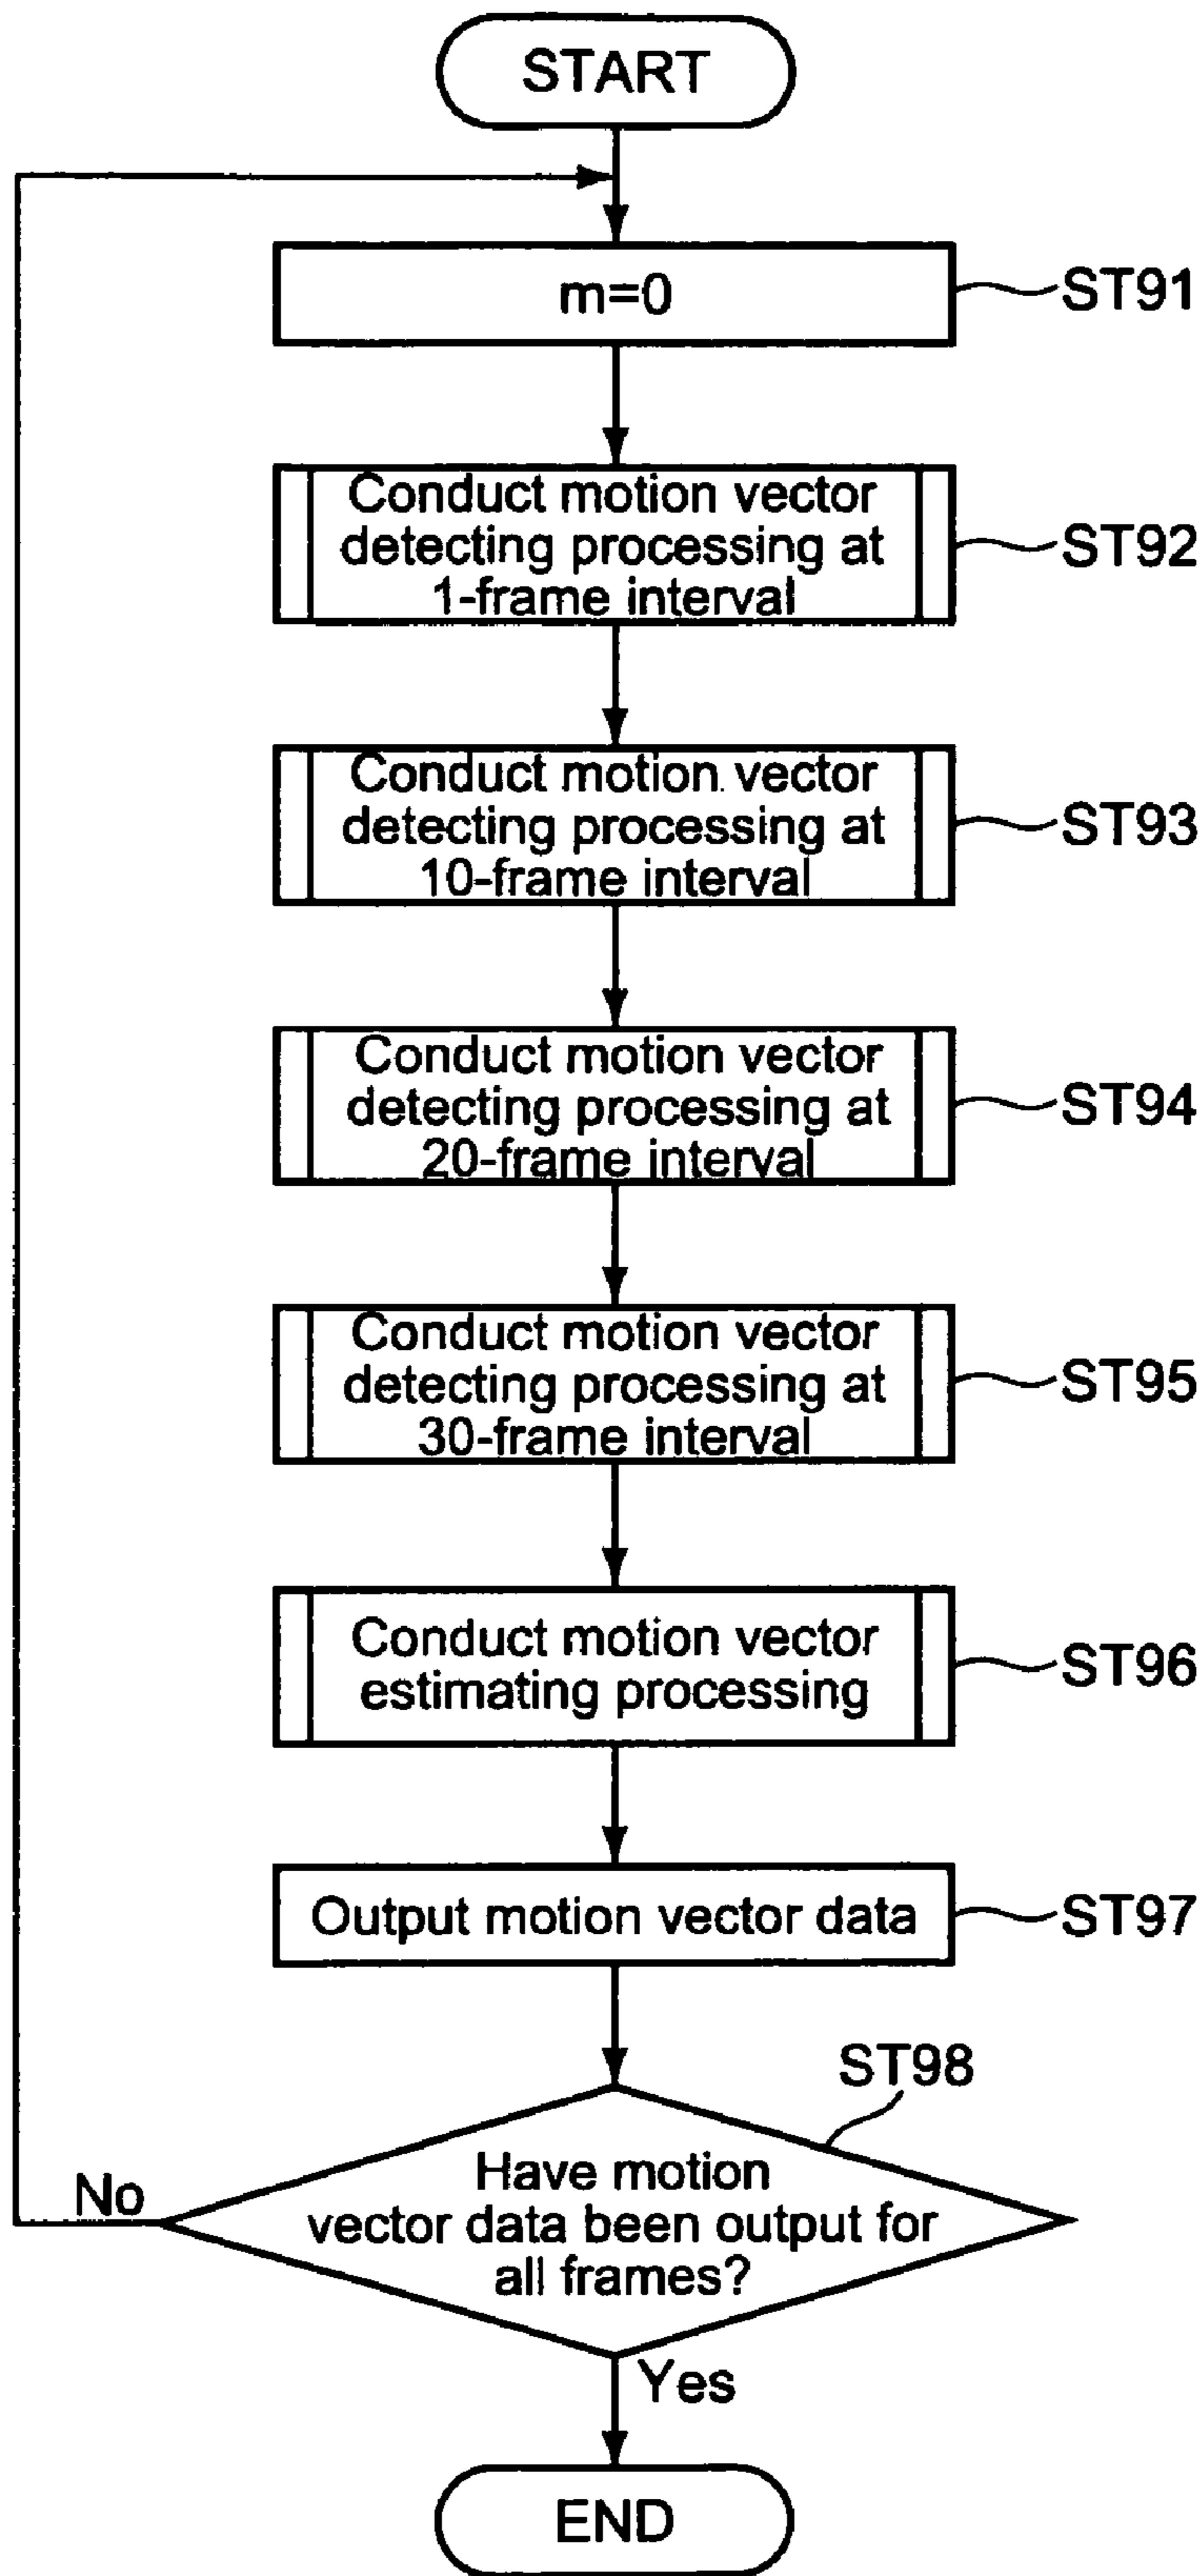 START
m=0
ST91
Conduct motion vector
detecting processing at
1-frame interval
ST92
Conduct motion vector
detecting processing at
10-frame interval
ST93
Conduct motion vector
detecting processing at
20-frame interval
ST94
Conduct motion vector
detecting processing at
30-frame interval
ST95
Conduct motion vector
estimating processing
ST96
Output motion vector data
ST97
ST98
Have motion
vector data been output for
all frames?
No
Yes
END